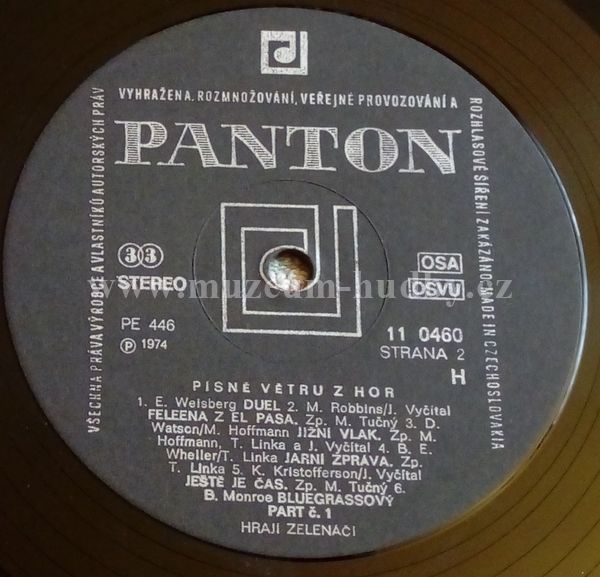 VYHRAŽENA. ROZMNOŽOVÁNÍ, VEŘEJNÉ PROVOZOVÁNÍ A
ROZHLASOVÉ ŠÍŘENÍ ZAKÁZÁNO. MADE IN CZECHOSLOVAKIA
VŠECHNA PRÁVA VÝROBCE A VLASTNÍKŮ AUTORSKÝCH PRÁV
PANTON
33
STEREO
OSA
OSVU
www.muzeum-hudby.cz
PE 446
11 0460
Ⓟ 1974
STRANA 2
H
PÍSNĚ VĚTRU Z HOR
1. E. Weisberg DUEL 2. M. Robbins/J. Vyčítal
FELEENA Z EL PASA. Zp. M. Tučný 3. D.
Watson/M. Hoffmann JIŽNÍ VLAK. Zp. M.
Hoffmann, T. Linka a J. Vyčítal 4. B. E.
Wheller/T. Linka JARNÍ ZPRÁVA. Zp.
T. Linka 5. K. Kristofferson/J. Vyčítal
JEŠTĚ JE ČAS. Zp. M. Tučný 6.
B. Monroe BLUEGRASSOVÝ
PART č. 1
HRAJÍ ZELENÁČI